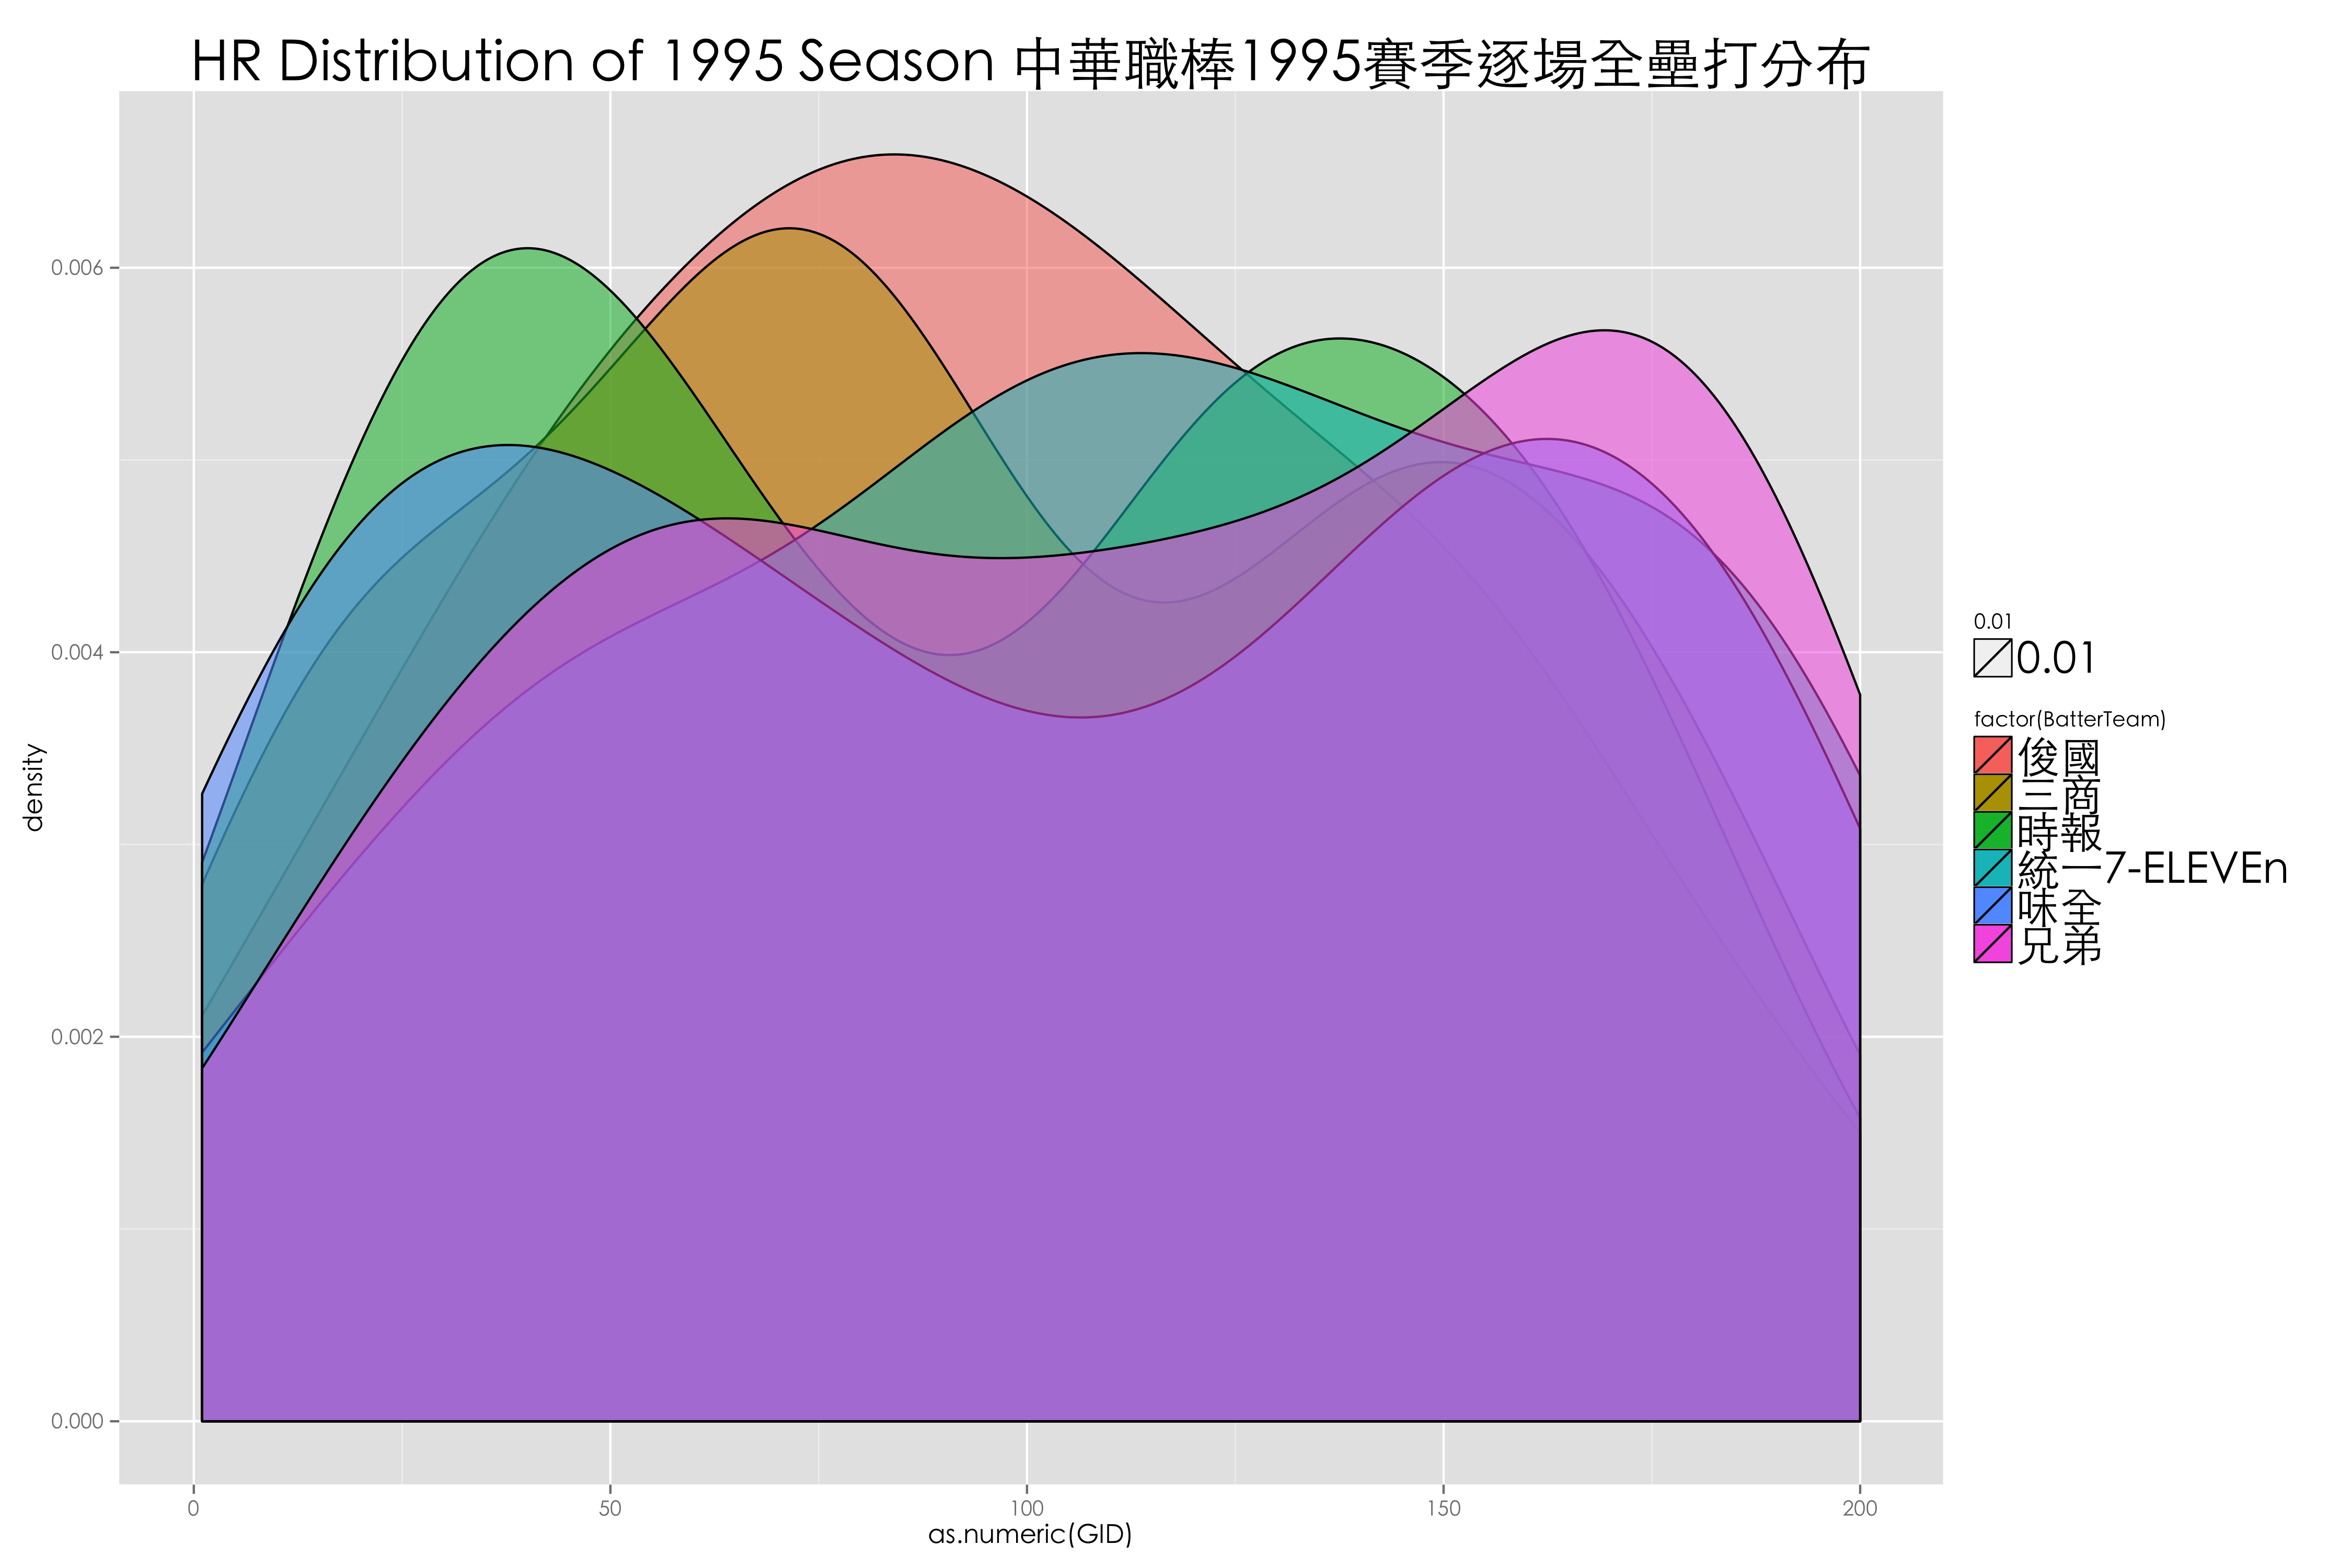 HR Distribution of 1995 Season 中華職棒1995賽季逐場全壘打分布
density
0.006
0.004
0.002
0.000
0
50
100
150
200
as.numeric(GID)
0.01
0.01
factor(BatterTeam)
俊國
三商
時報
統一7-ELEVEn
味全
兄弟